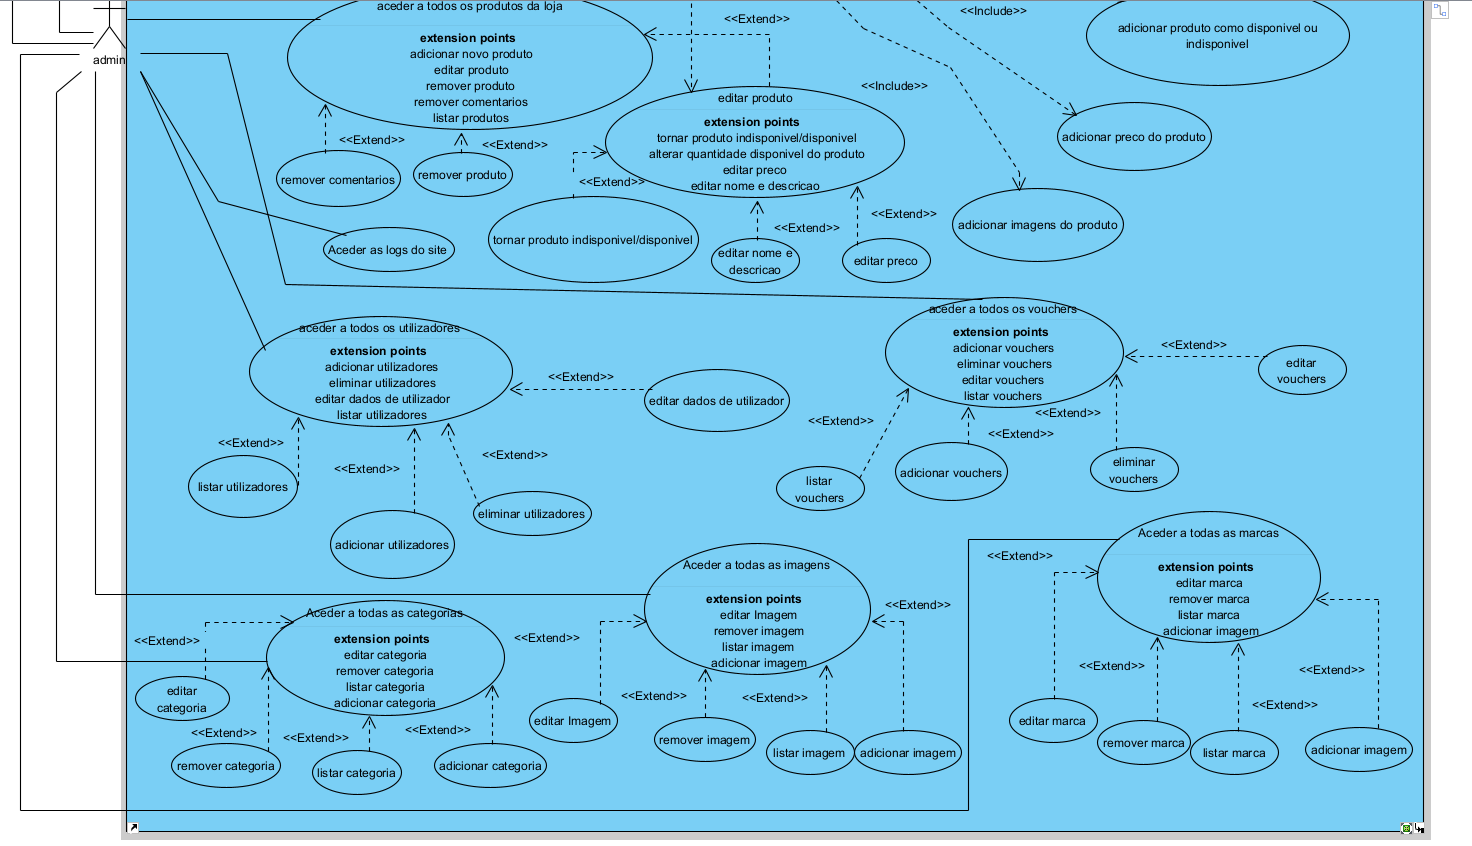 aceder a todos os produtos da loja
extension points
adicionar novo produto
editar produto
remover produto
remover comentarios
listar produtos
<<Extend>>
<<Include>>
adicionar produto como disponivel ou
indisponivel
admin
<<Include>>
editar produto
extension points
tornar produto indisponivel/disponivel
alterar quantidade disponivel do produto
editar preco
editar nome e descricao
adicionar preco do produto
<<Extend>>
<<Extend>>
remover comentarios
remover produto
<<Extend>>
tornar produto indisponivel/disponivel
<<Extend>>
<<Extend>>
editar nome e
descricao
editar preco
adicionar imagens do produto
Aceder as logs do site
aceder a todos os utilizadores
extension points
adicionar utilizadores
eliminar utilizadores
editar dados de utilizador
listar utilizadores
<<Extend>>
editar dados de utilizador
<<Extend>>
<<Extend>>
<<Extend>>
listar utilizadores
adicionar utilizadores
eliminar utilizadores
aceder a todos os vouchers
extension points
adicionar vouchers
eliminar vouchers
editar vouchers
listar vouchers
<<Extend>>
editar
vouchers
<<Extend>>
<<Extend>>
<<Extend>>
listar
vouchers
adicionar vouchers
eliminar
vouchers
Aceder a todas as categorias
extension points
editar categoria
remover categoria
listar categoria
adicionar categoria
<<Extend>>
editar
categoria
<<Extend>>
<<Extend>>
<<Extend>>
remover categoria
listar categoria
adicionar categoria
Aceder a todas as imagens
extension points
editar Imagem
remover imagem
listar imagem
adicionar imagem
<<Extend>>
<<Extend>>
<<Extend>>
<<Extend>>
editar Imagem
remover imagem
listar imagem
adicionar imagem
Aceder a todas as marcas
extension points
editar marca
remover marca
listar marca
adicionar imagem
<<Extend>>
<<Extend>>
<<Extend>>
<<Extend>>
editar marca
remover marca
listar marca
adicionar imagem